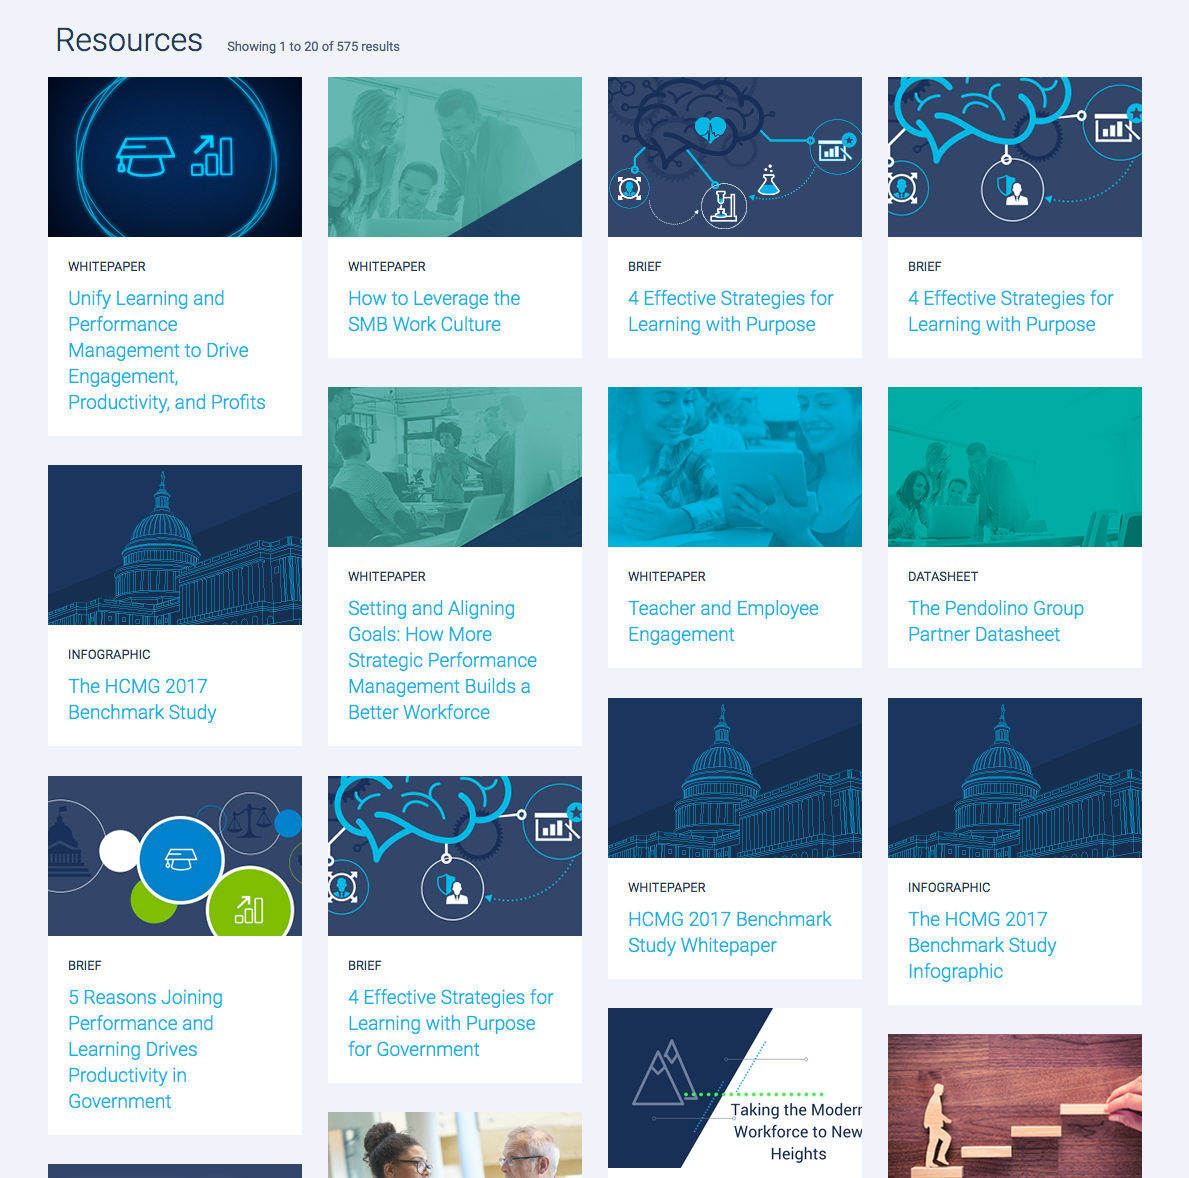 Resources
Showing 1 to 20 of 575 results
WHITEPAPER
Unify Learning and
Performance
Management to Drive
Engagement,
Productivity, and Profits
WHITEPAPER
How to Leverage the
SMB Work Culture
BRIEF
4 Effective Strategies for
Learning with Purpose
BRIEF
4 Effective Strategies for
Learning with Purpose
INFOGRAPHIC
The HCMG 2017
Benchmark Study
WHITEPAPER
Setting and Aligning
Goals: How More
Strategic Performance
Management Builds a
Better Workforce
WHITEPAPER
Teacher and Employee
Engagement
DATASHEET
The Pendolino Group
Partner Datasheet
BRIEF
5 Reasons Joining
Performance and
Learning Drives
Productivity in
Government
BRIEF
4 Effective Strategies for
Learning with Purpose
for Government
WHITEPAPER
HCMG 2017 Benchmark
Study Whitepaper
INFOGRAPHIC
The HCMG 2017
Benchmark Study
Infographic
Taking the Modern
Workforce to New
Heights